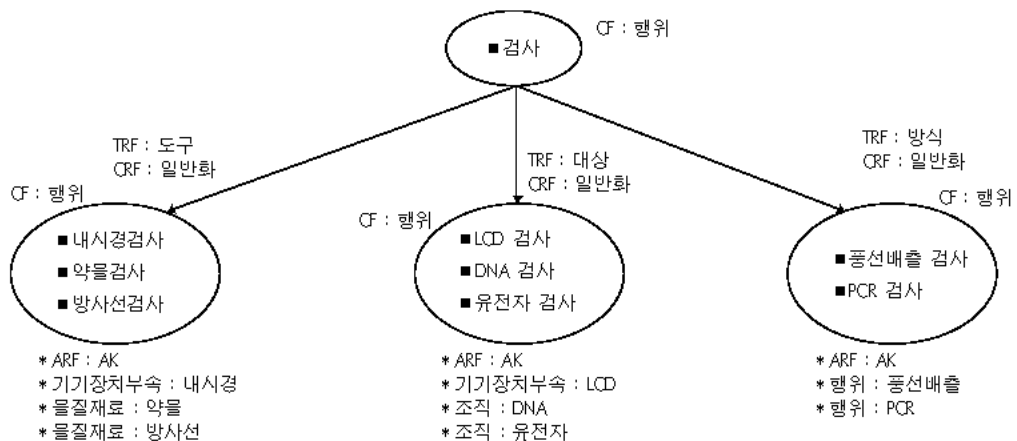 ■검사
CF : 행위
TRF : 도구
CRF : 일반화
TRF : 대상
CRF : 일반화
TRF : 방식
CRF : 일반화
CF : 행위
■내시경검사
■약물검사
■방사선검사
* ARF : AK
* 기기장치부속 : 내시경
* 물질재료 : 약물
* 물질재료 : 방사선
CF : 행위
■LCD 검사
■DNA 검사
■유전자 검사
* ARF : AK
* 기기장치부속 : LCD
* 조직 : DNA
* 조직 : 유전자
CF : 행위
■풍선배출 검사
■PCR 검사
* ARF : AK
* 행위 : 풍선배출
* 행위 : PCR